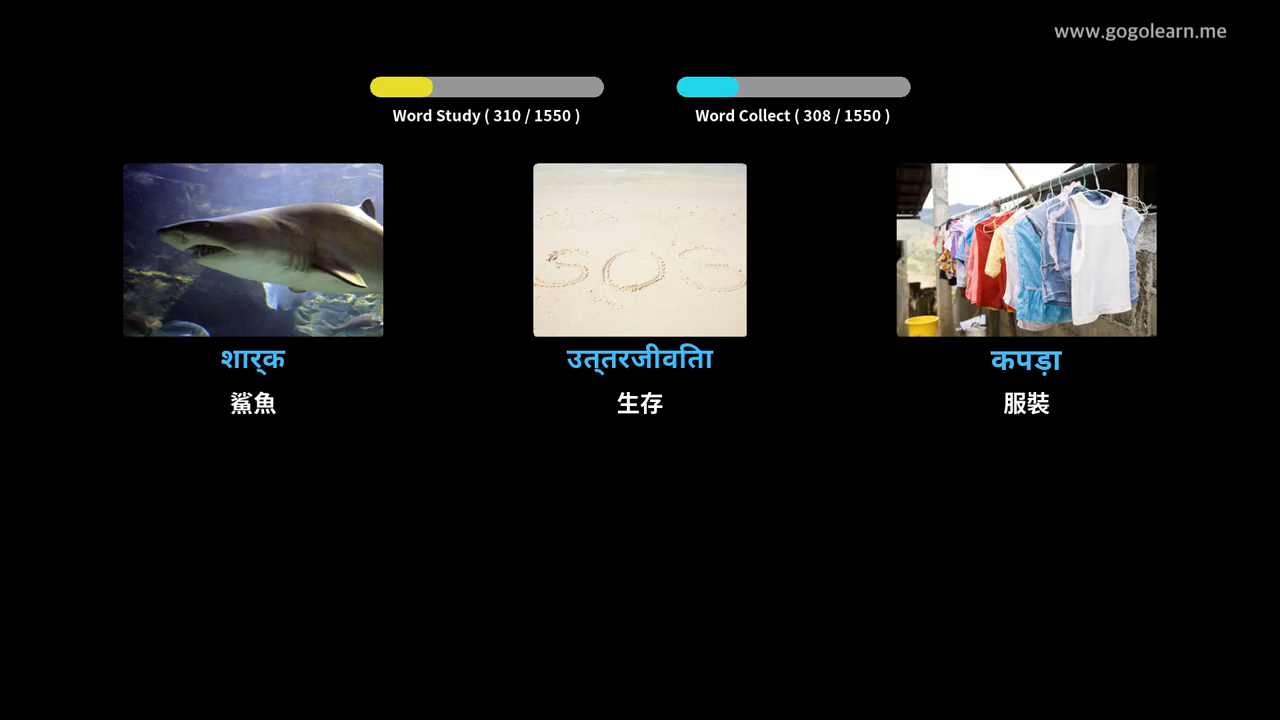 www.gogolearn.me
Word Study ( 310 / 1550 )
Word Collect ( 308 / 1550 )
SOS
शार्क
उत्तरजीविता
कपड़ा
鯊魚
生存
服裝